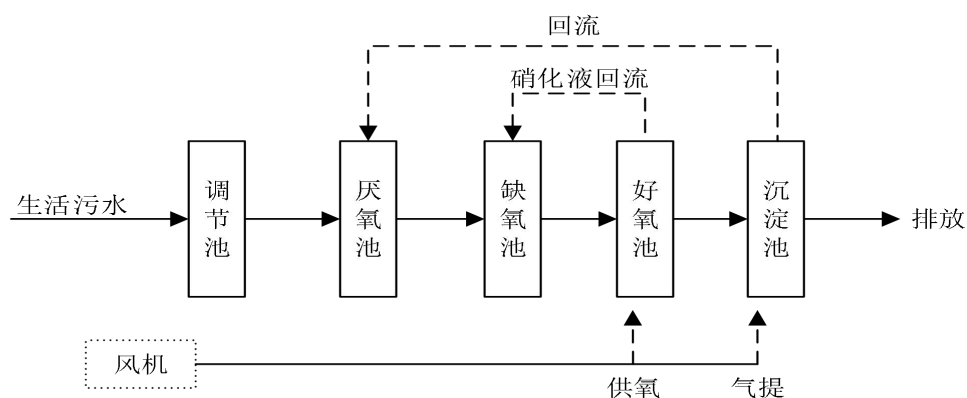 回流
硝化液回流
生活污水
调节池
厌氧池
缺氧池
好氧池
沉淀池
排放
风机
供氧
气提